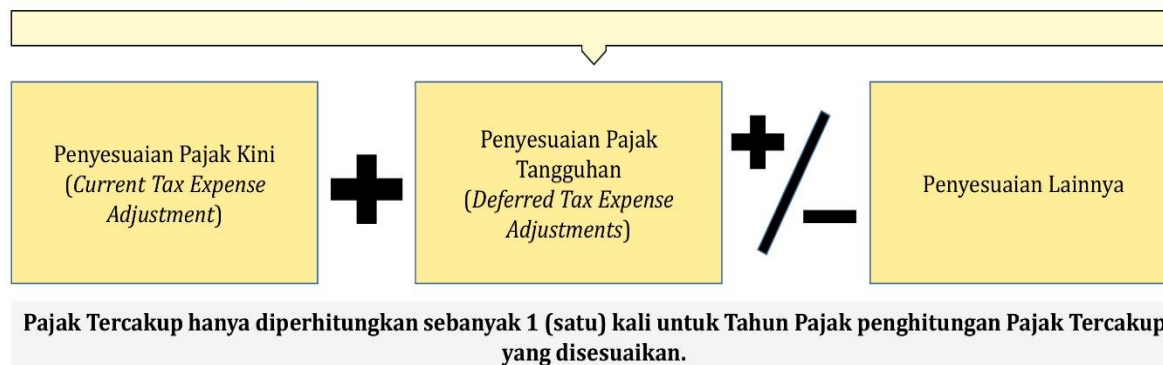 Penyesuaian Pajak Kini
(Current Tax Expense
Adjustment)
+
Penyesuaian Pajak
Tangguhan
(Deferred Tax Expense
Adjustments)
+/−
Penyesuaian Lainnya
Pajak Tercakup hanya diperhitungkan sebanyak 1 (satu) kali untuk Tahun Pajak penghitungan Pajak Tercakup
yang disesuaikan.